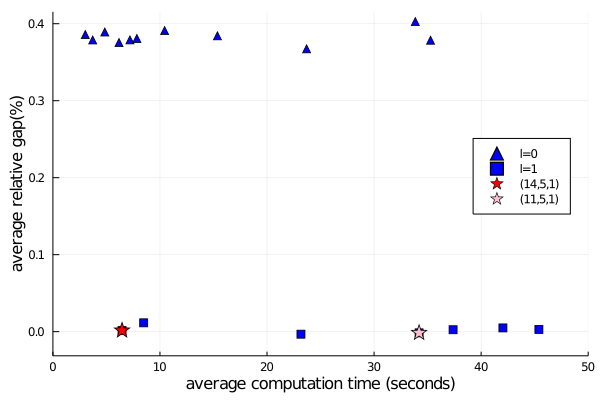 0.4
0.3
0.2
0.1
0.0
average relative gap(%)
l=0
l=1
(14,5,1)
(11,5,1)
0 10 20 30 40 50
average computation time (seconds)